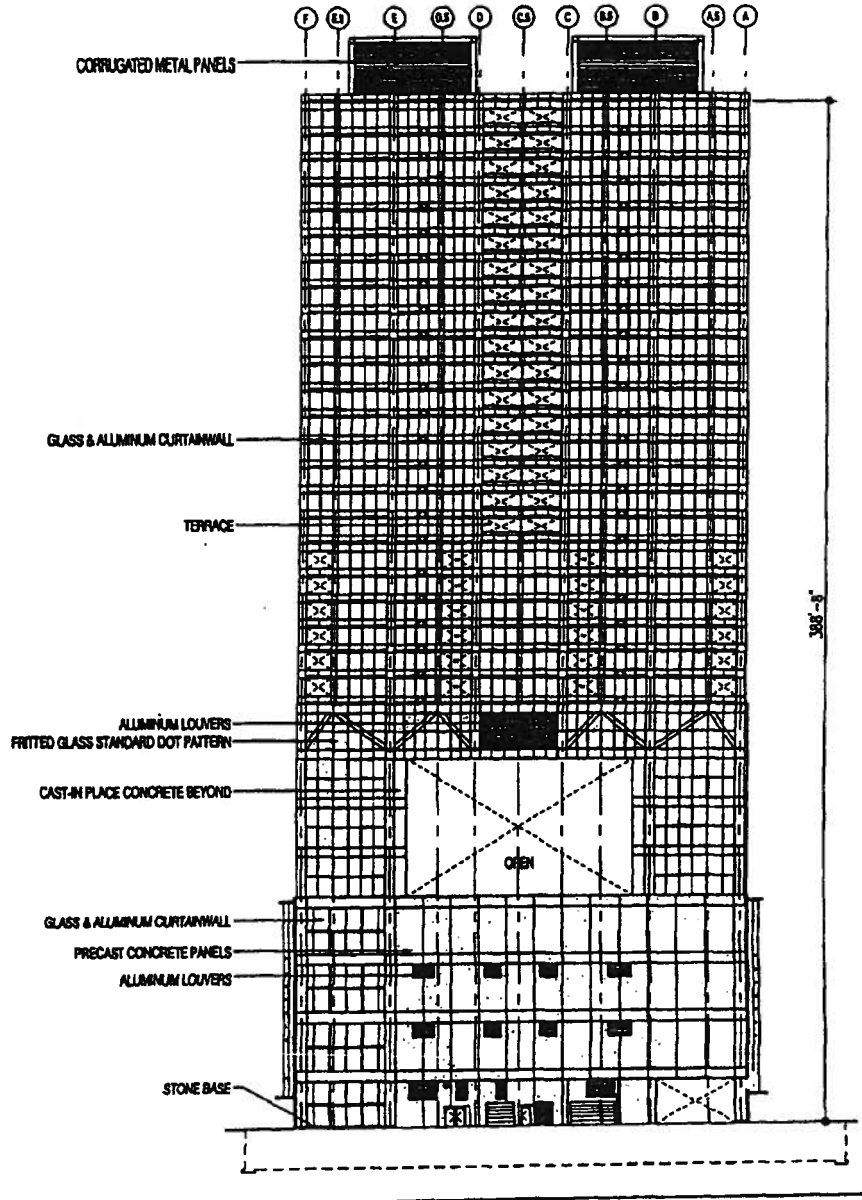 F E.9 E D.5 D C.5 C B.5 B A.5 A
CORRUGATED METAL PANELS
GLASS & ALUMINUM CURTAINWALL
TERRACE
388'-8"
ALUMINUM LOUVERS
FRITTED GLASS STANDARD DOT PATTERN
CAST-IN PLACE CONCRETE BEYOND
OPEN
GLASS & ALUMINUM CURTAINWALL
PRECAST CONCRETE PANELS
ALUMINUM LOUVERS
STONE BASE